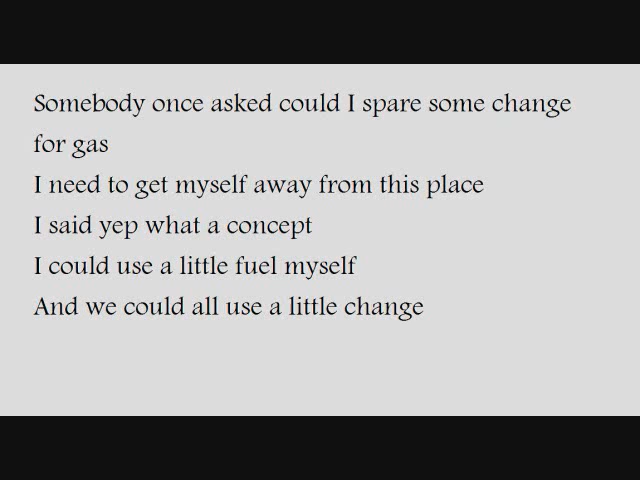 Somebody once asked could I spare some change
for gas
I need to get myself away from this place
I said yep what a concept
I could use a little fuel myself
And we could all use a little change